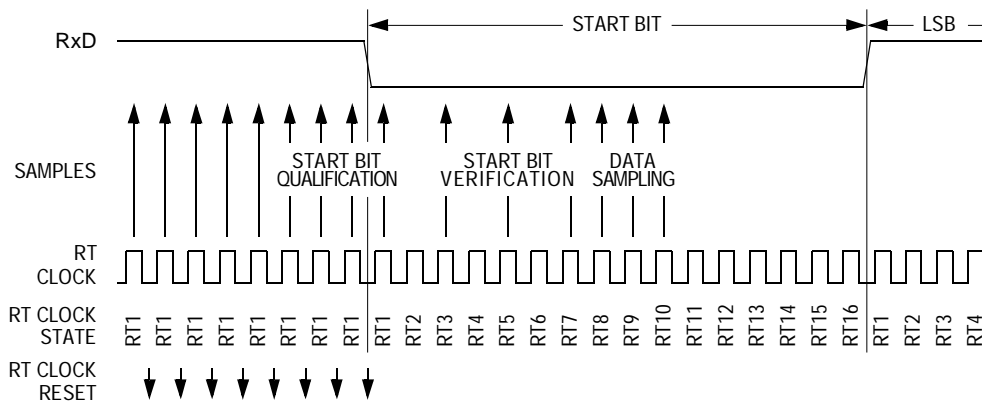 START BIT
LSB
RxD
SAMPLES
START BIT
QUALIFICATION
START BIT
VERIFICATION
DATA
SAMPLING
RT
CLOCK
RT CLOCK
STATE
RT1 RT1 RT1 RT1 RT1 RT1 RT1 RT1 RT1 RT2 RT3 RT4 RT5 RT6 RT7 RT8 RT9 RT10 RT11 RT12 RT13 RT14 RT15 RT16 RT1 RT2 RT3 RT4
RT CLOCK
RESET